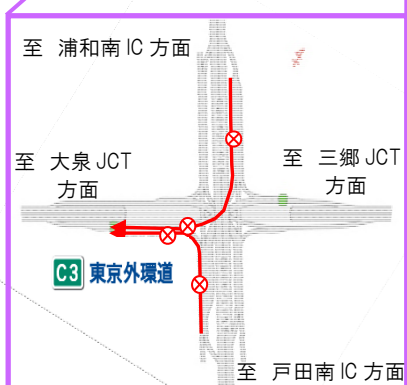 至 浦和南 IC 方面
至 大泉 JCT
方面
至 三郷 JCT
方面
C3 東京外環道
至 戸田南 IC 方面